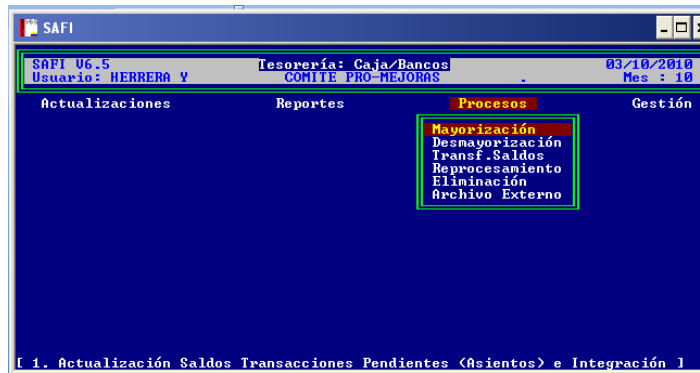 SAFI
SAFI V6.5 Tesorería: Caja/Bancos 03/10/2010
Usuario: HERRERA Y COMITE PRO-MEJORAS . Mes : 10
Actualizaciones Reportes Procesos Gestión
Mayorización
Desmayorización
Transf.Saldos
Reprocesamiento
Eliminación
Archivo Externo
[ 1. Actualización Saldos Transacciones Pendientes (Asientos) e Integración ]